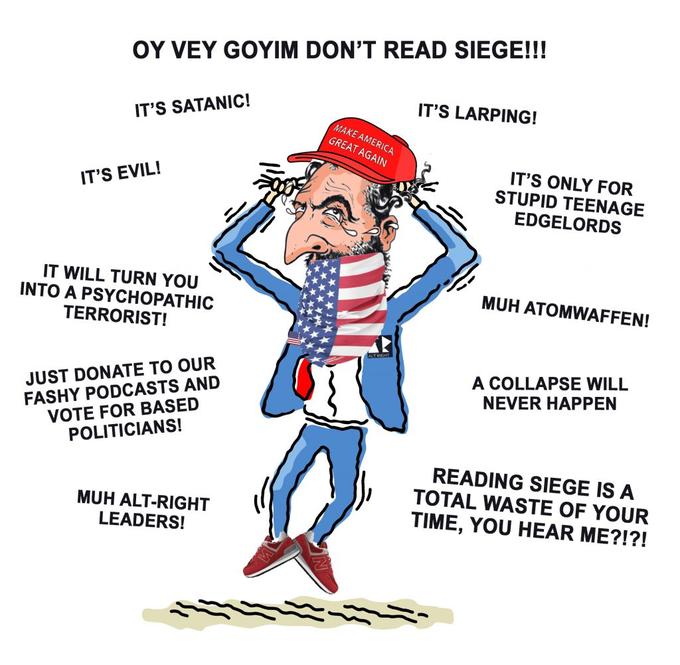 OY VEY GOYIM DON'T READ SIEGE!!!
IT'S SATANIC!
IT'S LARPING!
MAKE AMERICA
GREAT AGAIN
IT'S EVIL!
IT'S ONLY FOR
STUPID TEENAGE
EDGELORDS
IT WILL TURN YOU
INTO A PSYCHOPATHIC
TERRORIST!
MUH ATOMWAFFEN!
ALT RIGHT
JUST DONATE TO OUR
FASHY PODCASTS AND
VOTE FOR BASED
POLITICIANS!
A COLLAPSE WILL
NEVER HAPPEN
MUH ALT-RIGHT
LEADERS!
READING SIEGE IS A
TOTAL WASTE OF YOUR
TIME, YOU HEAR ME?!?!
N
N